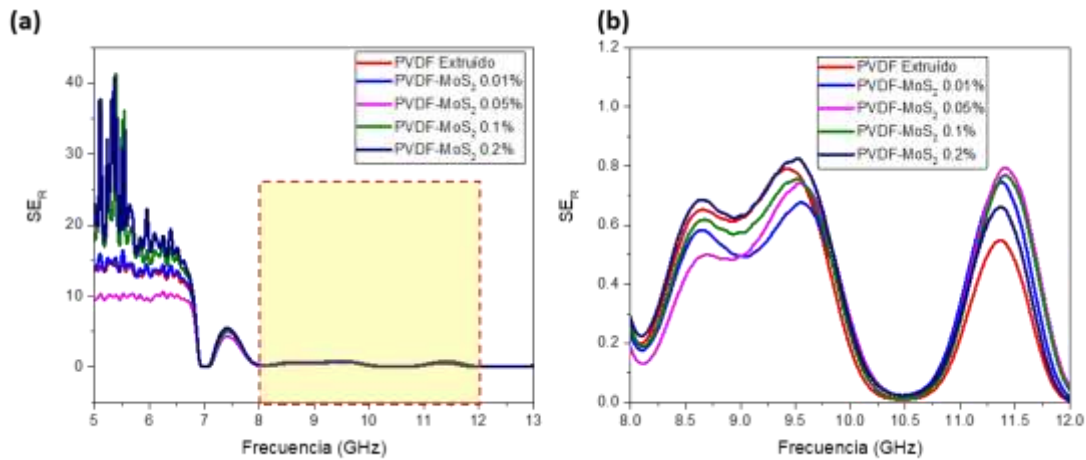 (a)
PVDF Extruído
PVDF-MoS₂ 0.01%
PVDF-MoS₂ 0.05%
PVDF-MoS₂ 0.1%
PVDF-MoS₂ 0.2%
40
30
20
10
0
SE_R
5 6 7 8 9 10 11 12 13
Frecuencia (GHz)
(b)
PVDF Extruído
PVDF-MoS₂ 0.01%
PVDF-MoS₂ 0.05%
PVDF-MoS₂ 0.1%
PVDF-MoS₂ 0.2%
1.2
1.0
0.8
0.6
0.4
0.2
0.0
SE_R
8.0 8.5 9.0 9.5 10.0 10.5 11.0 11.5 12.0
Frecuencia (GHz)